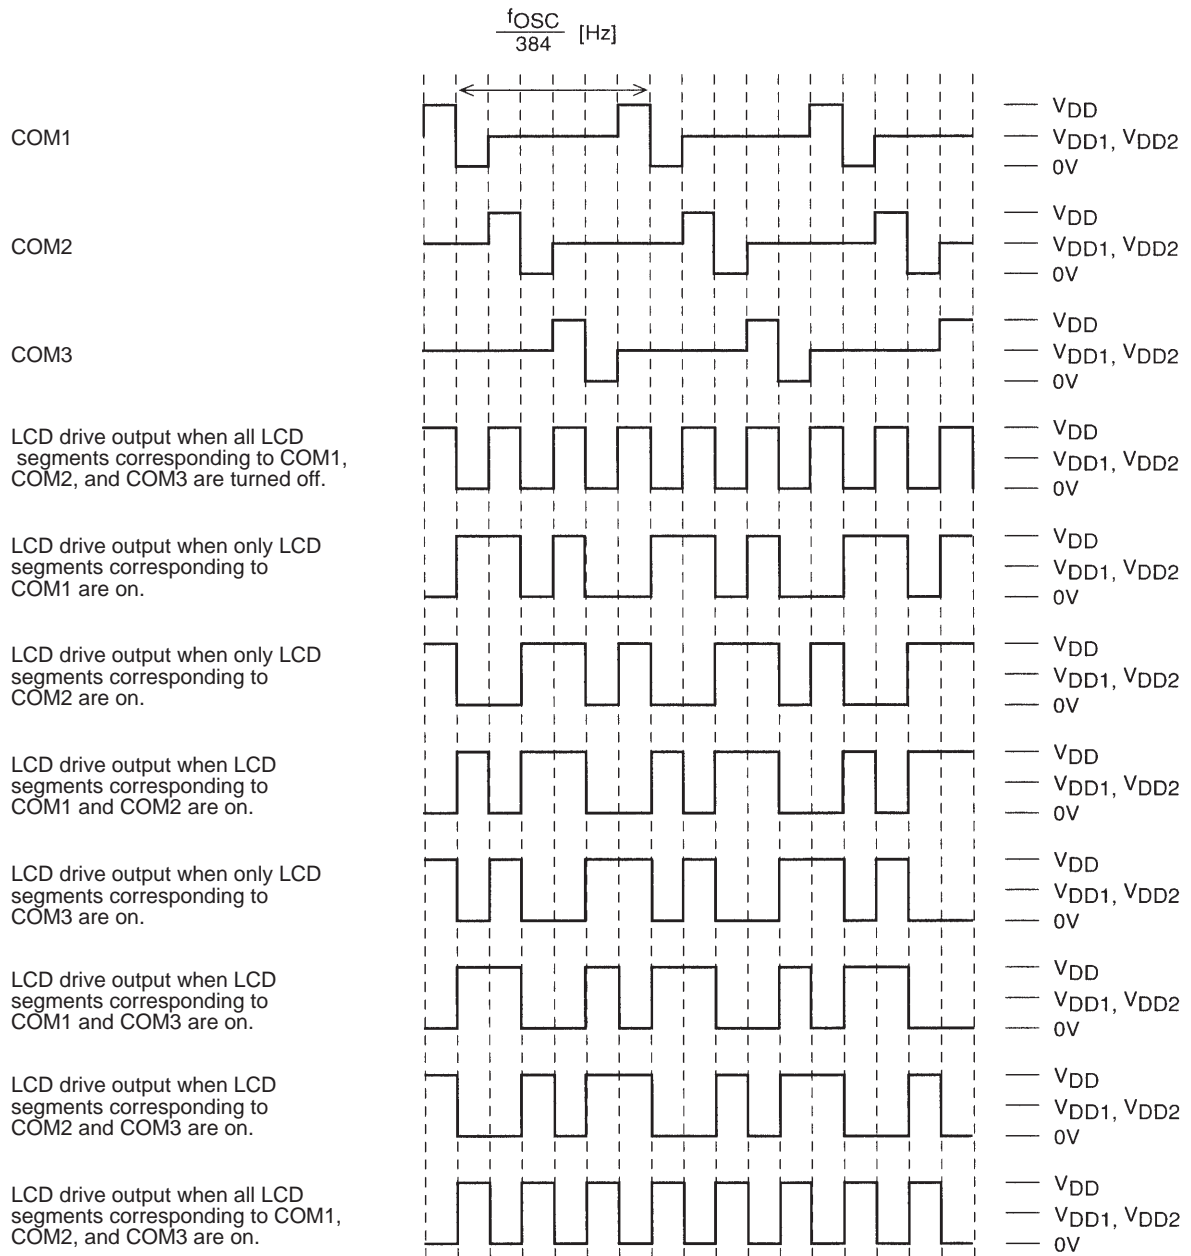 fOSC
384 [Hz]
VDD
COM1
VDD1, VDD2
0V
VDD
COM2
VDD1, VDD2
0V
VDD
COM3
VDD1, VDD2
0V
LCD drive output when all LCD
segments corresponding to COM1,
COM2, and COM3 are turned off.
VDD
VDD1, VDD2
0V
LCD drive output when only LCD
segments corresponding to
COM1 are on.
VDD
VDD1, VDD2
0V
LCD drive output when only LCD
segments corresponding to
COM2 are on.
VDD
VDD1, VDD2
0V
LCD drive output when LCD
segments corresponding to
COM1 and COM2 are on.
VDD
VDD1, VDD2
0V
LCD drive output when only LCD
segments corresponding to
COM3 are on.
VDD
VDD1, VDD2
0V
LCD drive output when LCD
segments corresponding to
COM1 and COM3 are on.
VDD
VDD1, VDD2
0V
LCD drive output when LCD
segments corresponding to
COM2 and COM3 are on.
VDD
VDD1, VDD2
0V
LCD drive output when all LCD
segments corresponding to COM1,
COM2, and COM3 are on.
VDD
VDD1, VDD2
0V